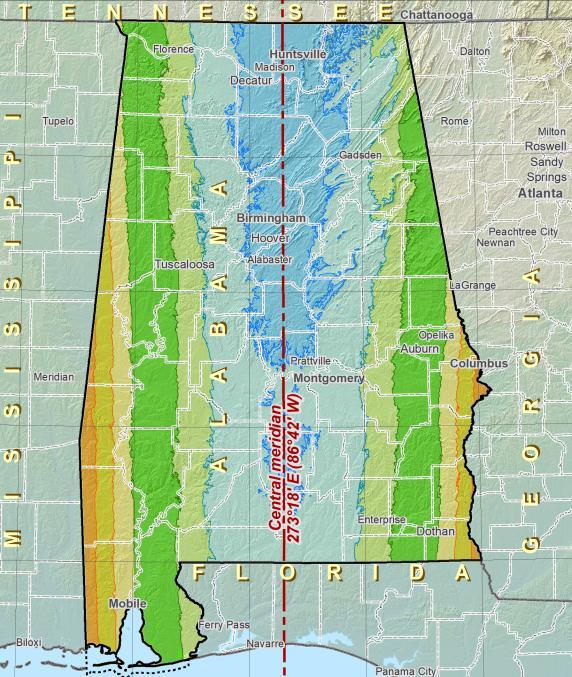 TENNESSEE
Chattanooga
Florence
Huntsville
Dalton
Madison
Decatur
Tupelo
Rome
Milton
Roswell
Gadsden
Sandy
Springs
Atlanta
MISSISSIPPI
ALABAMA
Birmingham
Peachtree City
Hoover
Newnan
Alabaster
Tuscaloosa
GEORGIA
LaGrange
Opelika
Auburn
Prattville
Columbus
Meridian
Montgomery
Central meridian
273°18' E (86°42' W)
Enterprise
Dothan
FLORIDA
Mobile
Ferry Pass
Biloxi
Navarre
Panama City